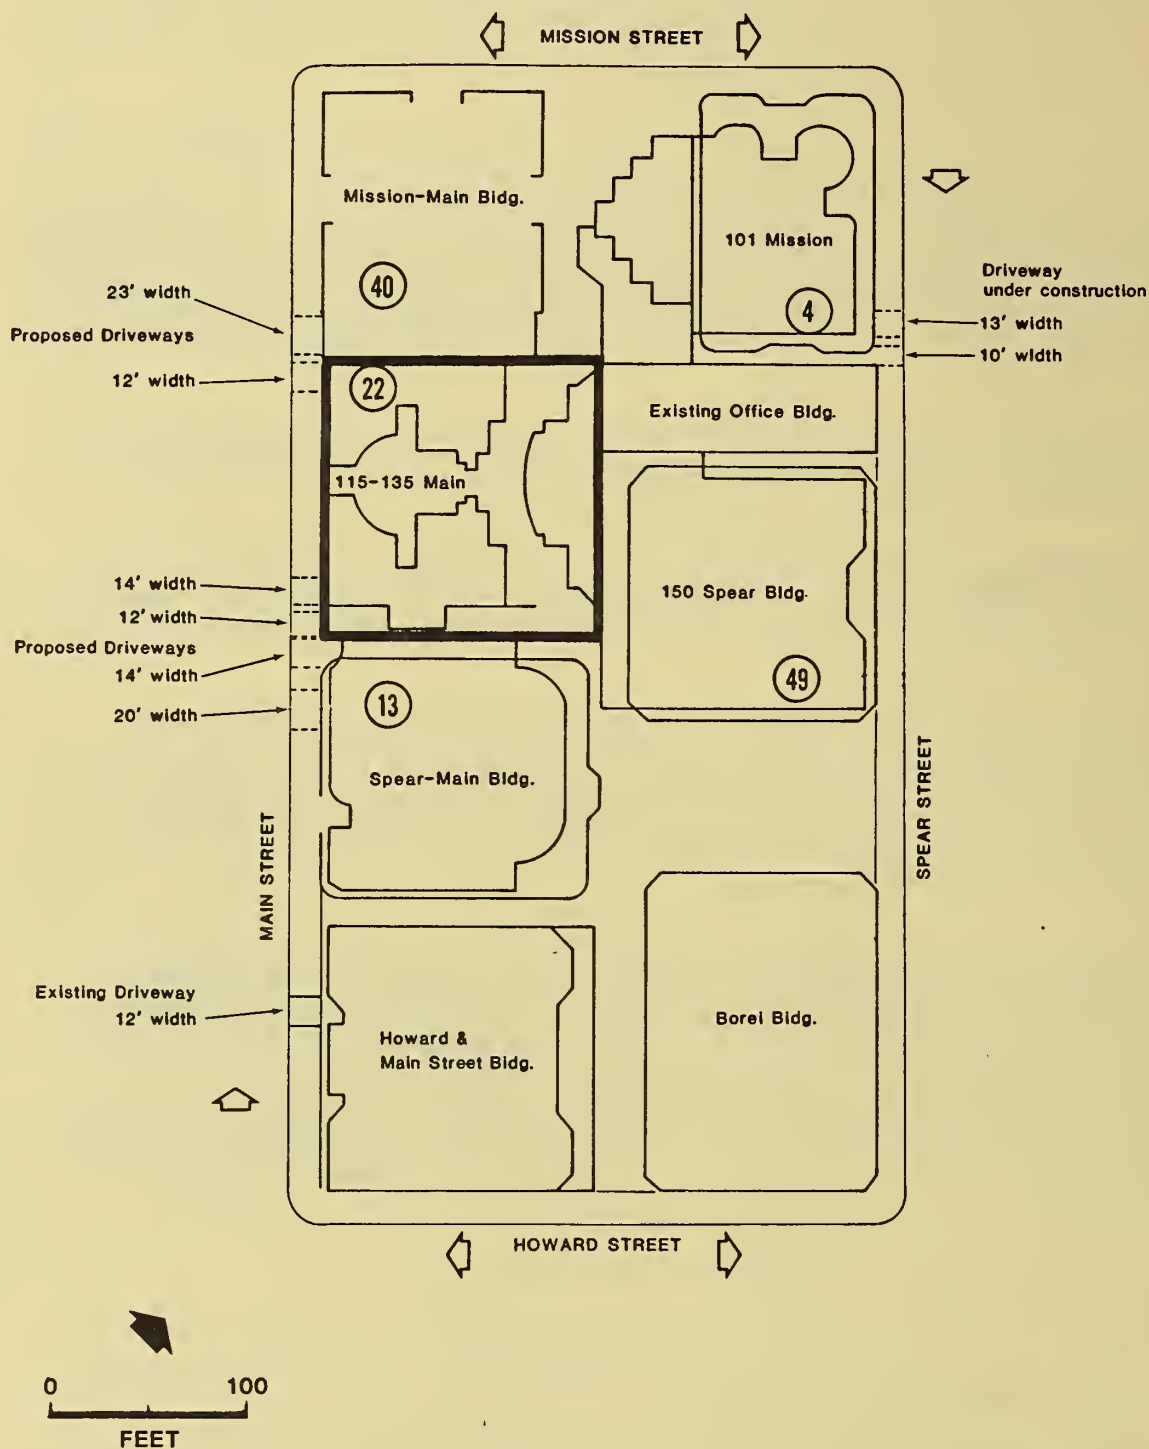 MISSION STREET
Mission-Main Bldg.
101 Mission
Driveway
under construction
23' width
40
4
13' width
Proposed Driveways
10' width
12' width
22
Existing Office Bldg.
115-135 Main
14' width
150 Spear Bldg.
12' width
Proposed Driveways
14' width
49
13
20' width
Spear-Main Bldg.
MAIN STREET
SPEAR STREET
Existing Driveway
12' width
Borel Bldg.
Howard &
Main Street Bldg.
HOWARD STREET
0 100
FEET